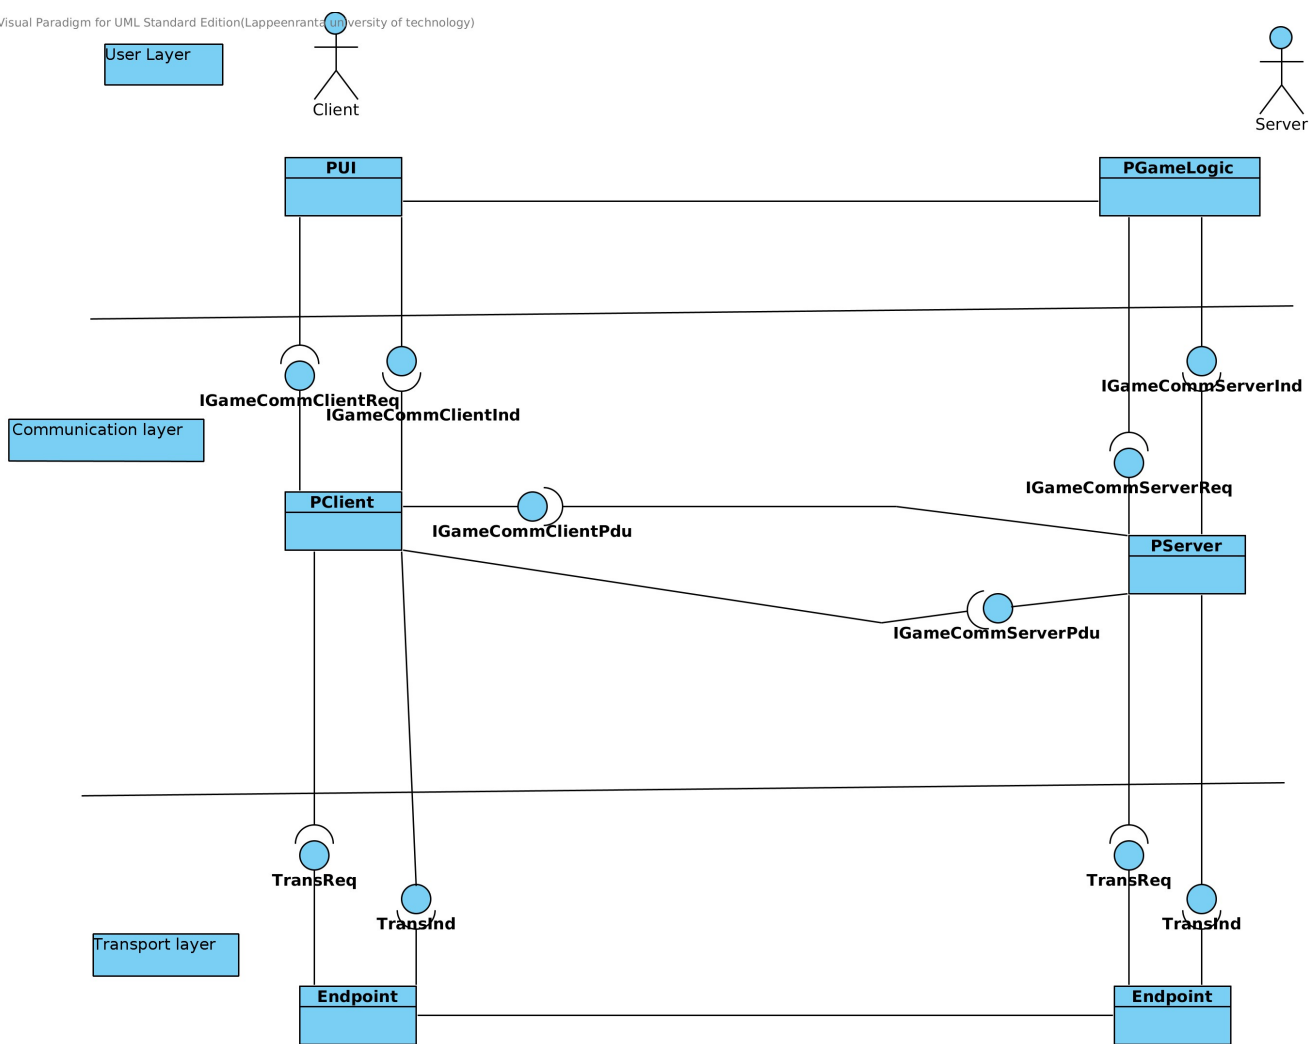 Visual Paradigm for UML Standard Edition(Lappeenranta university of technology)
User Layer
Client
Server
PUI
PGameLogic
IGameCommClientReq
IGameCommClientInd
IGameCommServerInd
Communication layer
IGameCommServerReq
PClient
IGameCommClientPdu
PServer
IGameCommServerPdu
TransReq
TransReq
TransInd
TransInd
Transport layer
Endpoint
Endpoint